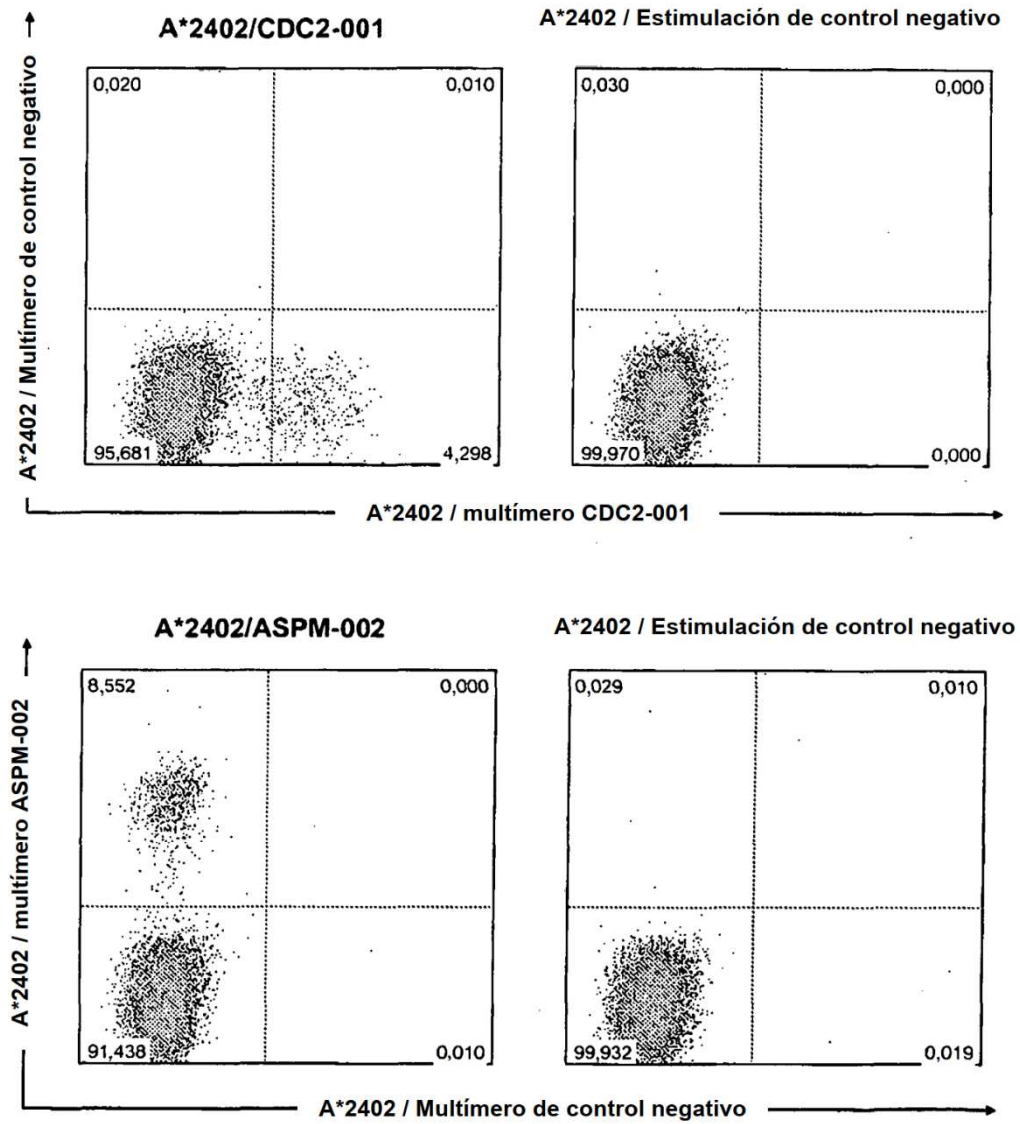 A*2402/CDC2-001
A*2402 / Estimulación de control negativo
A*2402 / Multímero de control negativo
0,020
0,010
95,681
4,298
0,030
0,000
99,970
0,000
A*2402 / multímero CDC2-001
A*2402/ASPM-002
A*2402 / Estimulación de control negativo
A*2402 / multímero ASPM-002
8,552
0,000
91,438
0,010
0,029
0,010
99,932
0,019
A*2402 / Multímero de control negativo